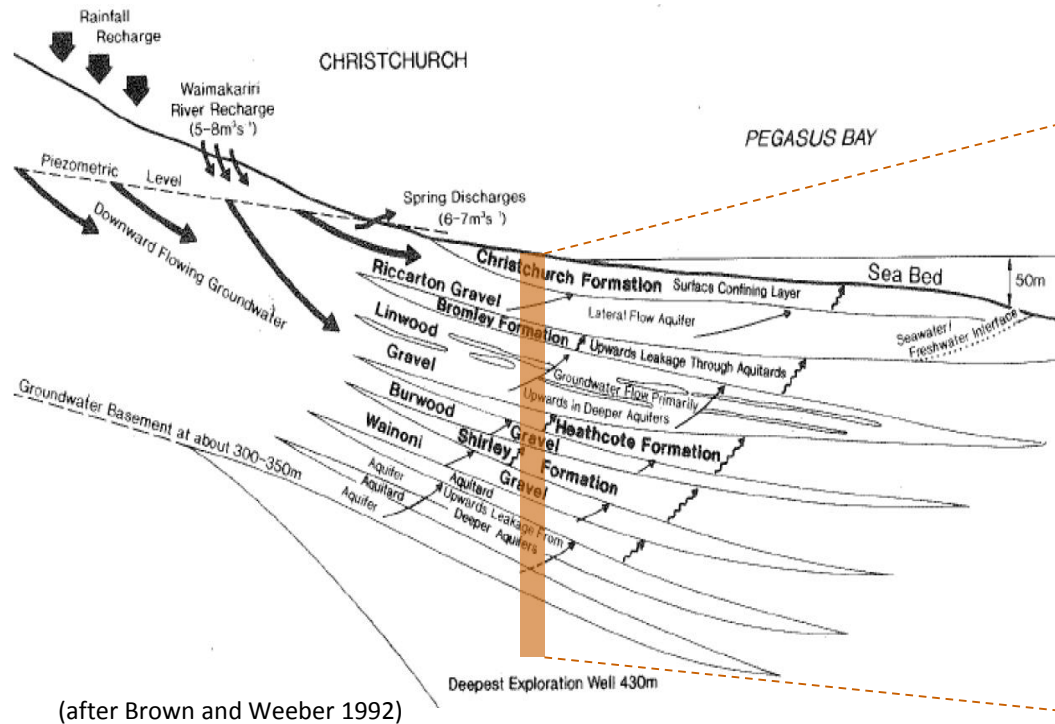 Rainfall
Recharge
CHRISTCHURCH
Waimakariri
River Recharge
(5-8m³s⁻¹)
PEGASUS BAY
Piezometric Level
Spring Discharges
(6-7m³s⁻¹)
Downward Flowing Groundwater
Christchurch Formation
Surface Confining Layer
Sea Bed
50m
Riccarton Gravel
Lateral Flow Aquifer
Seawater/
Freshwater Interface
Bromley Formation
Upwards Leakage Through Aquitards
Linwood
Gravel
Groundwater Flow Primarily
Upwards in Deeper Aquifers
Burwood
Gravel
Heathcote Formation
Groundwater Basement at about 300-350m
Wainoni
Gravel
Shirley Formation
Aquifer
Aquitard
Aquitard
Aquifer
Upwards Leakage From
Deeper Aquifers
Deepest Exploration Well 430m
(after Brown and Weeber 1992)